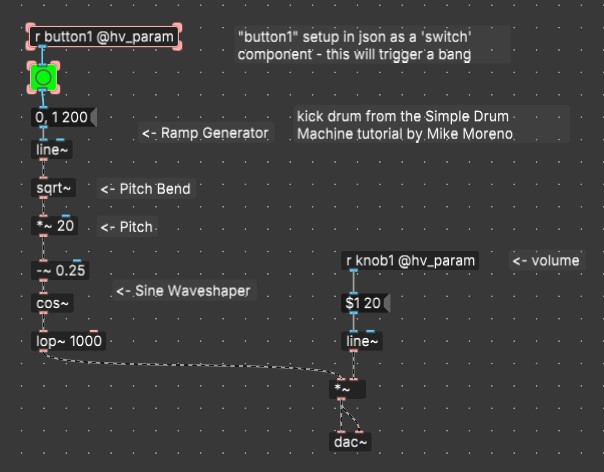 r button1 @hv_param
"button1" setup in json as a 'switch'
component - this will trigger a bang
0, 1 200
kick drum from the Simple Drum
Machine tutorial by Mike Moreno
<- Ramp Generator
line~
sqrt~
<- Pitch Bend
*~ 20
<- Pitch
-~ 0.25
<- Sine Waveshaper
cos~
lop~ 1000
r knob1 @hv_param
<- volume
$1 20
line~
*~
dac~